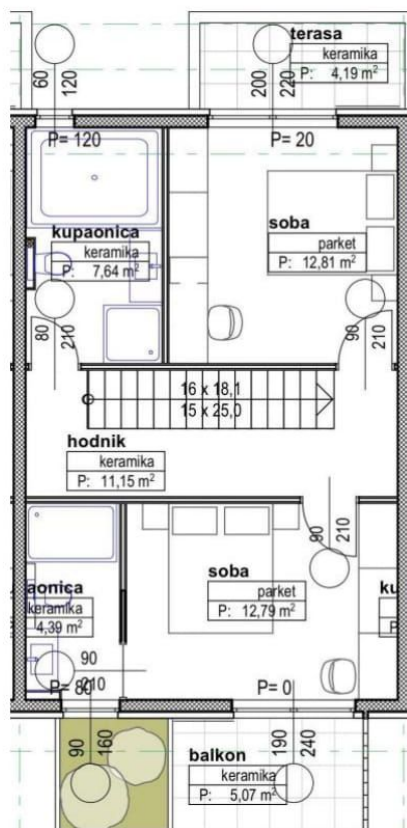 terasa
keramika
P: 4,19 m²
60
120
200
220
P= 120
P= 20
kupaonica
keramika
P: 7,64 m²
soba
parket
P: 12,81 m²
80
210
90
210
16 x 18,1
15 x 25,0
hodnik
keramika
P: 11,15 m²
90
210
aonica
keramika
4,39 m²
soba
parket
P: 12,79 m²
ku
P
90
210
P= 80
P= 0
90
160
190
240
balkon
keramika
P: 5,07 m²